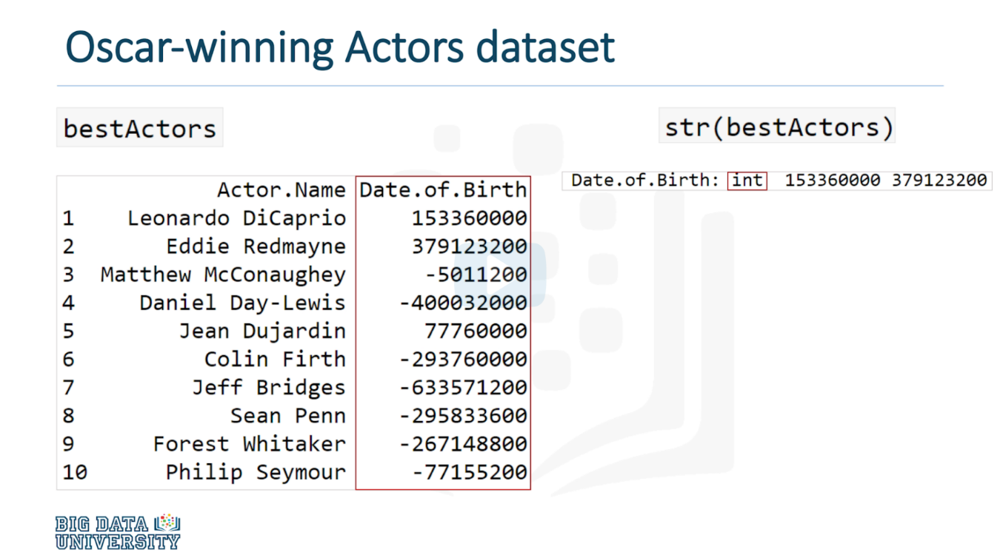 Oscar-winning Actors dataset
bestActors
str(bestActors)
Actor.Name Date.of.Birth
1 Leonardo DiCaprio 153360000
2 Eddie Redmayne 379123200
3 Matthew McConaughey -5011200
4 Daniel Day-Lewis -400032000
5 Jean Dujardin 77760000
6 Colin Firth -293760000
7 Jeff Bridges -633571200
8 Sean Penn -295833600
9 Forest Whitaker -267148800
10 Philip Seymour -77155200
Date.of.Birth: int 153360000 379123200
BIG DATA
UNIVERSITY